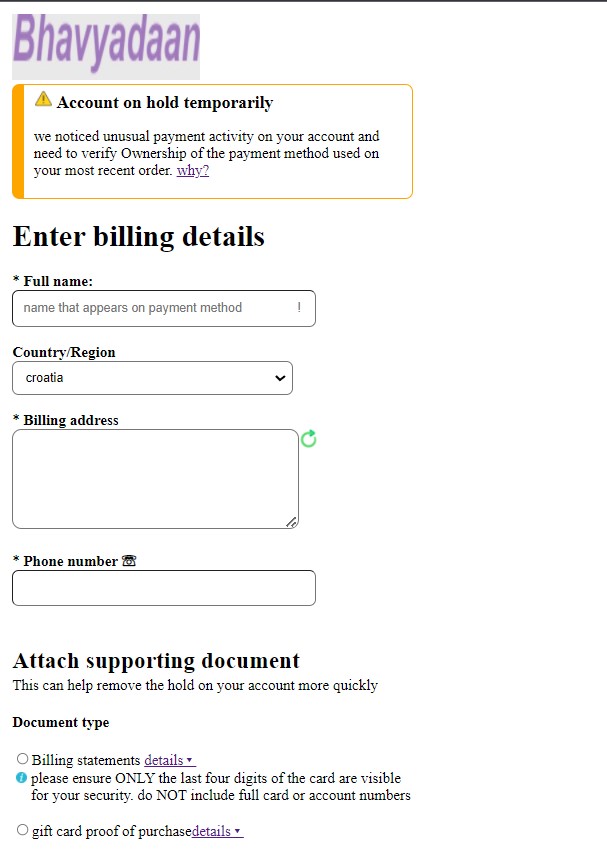 Bhavyadaan
⚠ Account on hold temporarily
we noticed unusual payment activity on your account and
need to verify Ownership of the payment method used on
your most recent order. why?
Enter billing details
* Full name:
name that appears on payment method !
Country/Region
croatia
* Billing address
* Phone number ☏
Attach supporting document
This can help remove the hold on your account more quickly
Document type
Billing statements details ▾
please ensure ONLY the last four digits of the card are visible
for your security. do NOT include full card or account numbers
gift card proof of purchasedetails ▾